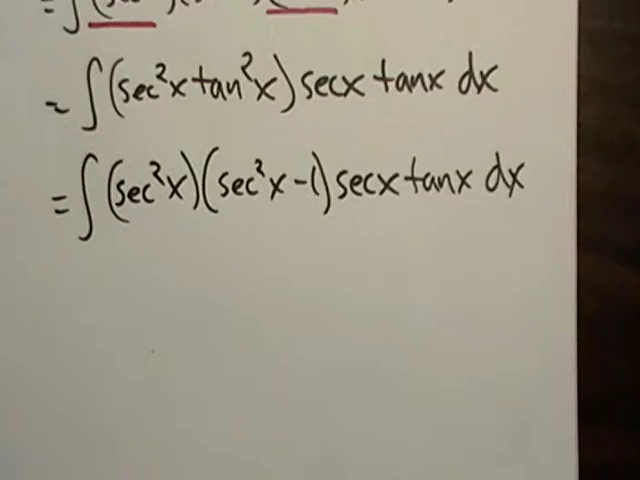 = ∫(sec²x tan²x) secx tanx dx
= ∫(sec²x)(sec²x-1) secx tanx dx